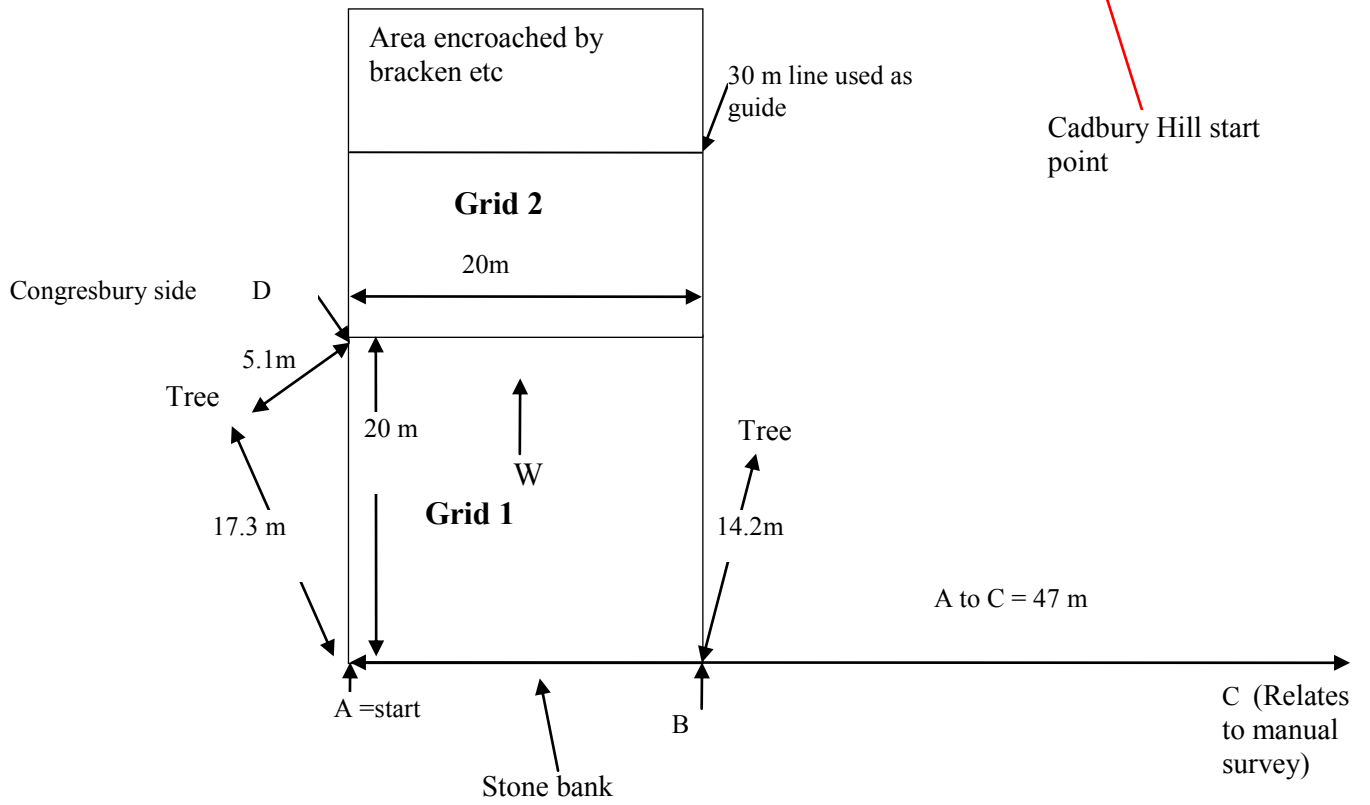 Area encroached by
bracken etc
30 m line used as
guide
Cadbury Hill start
point
Grid 2
20m
Congresbury side D
5.1m
Tree
20 m
Tree
W
17.3 m
Grid 1
14.2m
A to C = 47 m
A =start
B
C (Relates
to manual
survey)
Stone bank